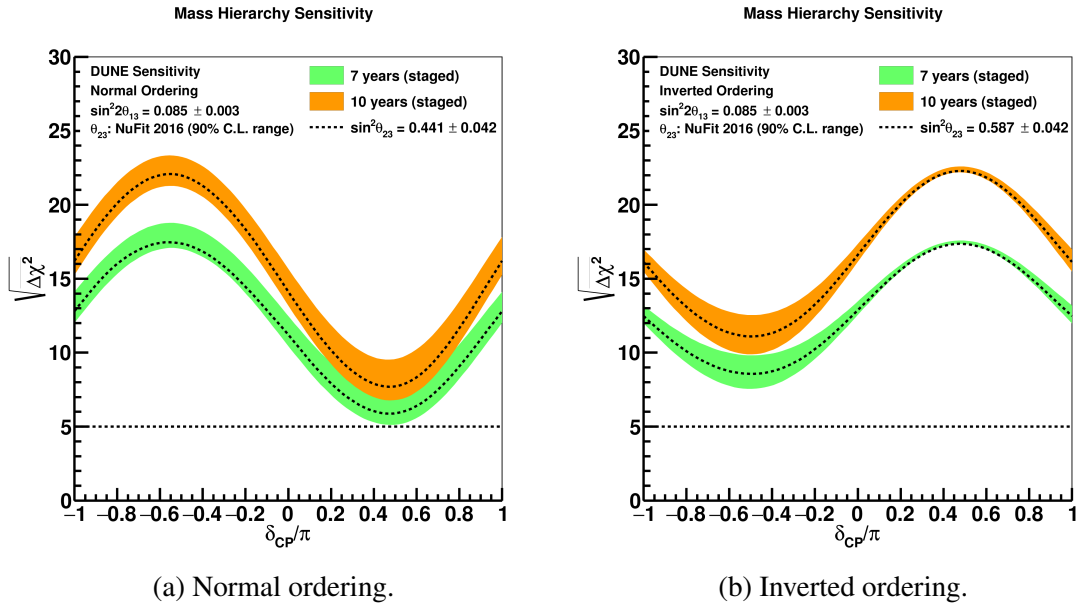 Mass Hierarchy Sensitivity
30
25
20
15
10
5
0
√Δχ²
DUNE Sensitivity
Normal Ordering
sin²2θ₁₃ = 0.085 ± 0.003
θ₂₃: NuFit 2016 (90% C.L. range)
7 years (staged)
10 years (staged)
sin²θ₂₃ = 0.441 ± 0.042
−1 −0.8 −0.6 −0.4 −0.2 0 0.2 0.4 0.6 0.8 1
δCP/π
(a) Normal ordering.
Mass Hierarchy Sensitivity
30
25
20
15
10
5
0
√Δχ²
DUNE Sensitivity
Inverted Ordering
sin²2θ₁₃ = 0.085 ± 0.003
θ₂₃: NuFit 2016 (90% C.L. range)
7 years (staged)
10 years (staged)
sin²θ₂₃ = 0.587 ± 0.042
−1 −0.8 −0.6 −0.4 −0.2 0 0.2 0.4 0.6 0.8 1
δCP/π
(b) Inverted ordering.